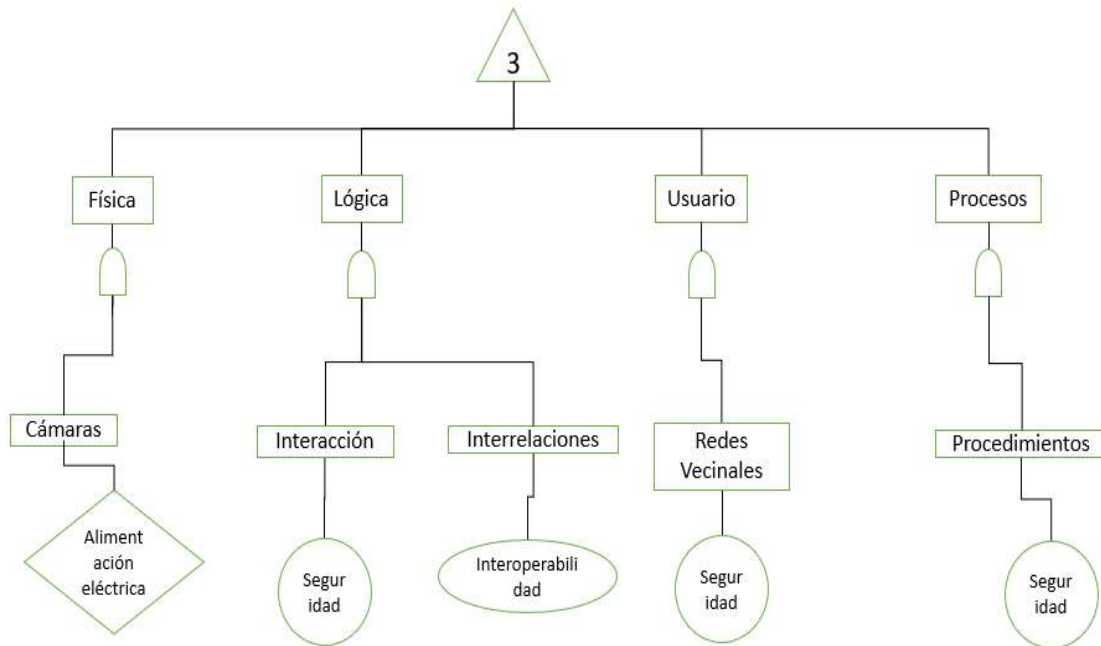 3
Física
Lógica
Usuario
Procesos
Cámaras
Interacción
Interrelaciones
Redes
Vecinales
Procedimientos
Aliment
ación
eléctrica
Segur
idad
Interoperabili
dad
Segur
idad
Segur
idad